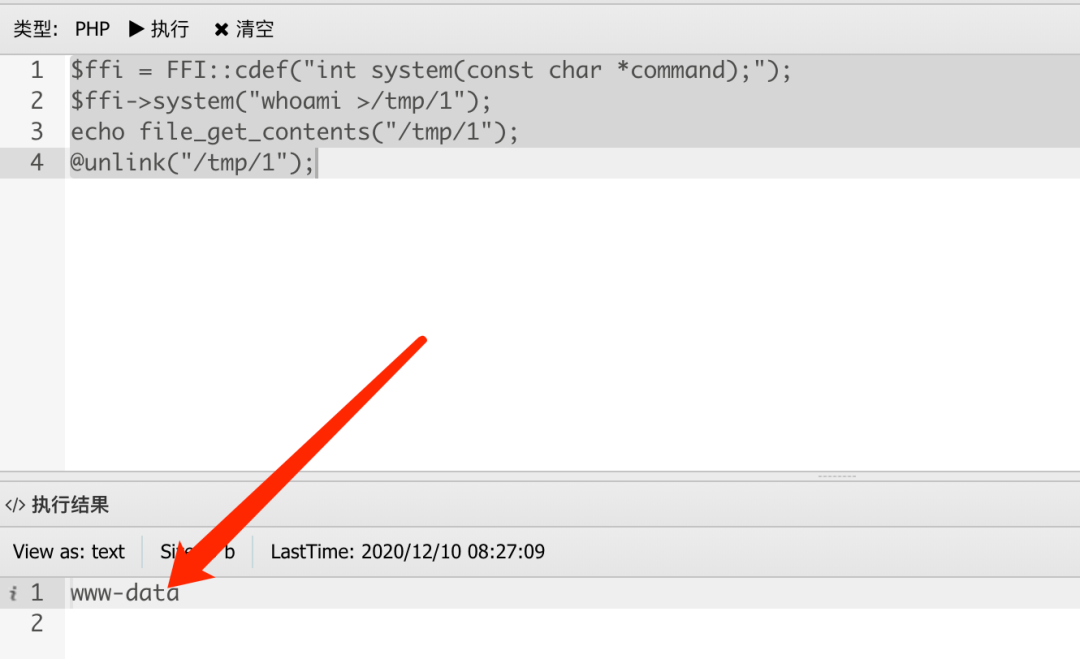 类型: PHP ▶ 执行 ✖ 清空
1 $ffi = FFI::cdef("int system(const char *command);");
2 $ffi->system("whoami >/tmp/1");
3 echo file_get_contents("/tmp/1");
4 @unlink("/tmp/1");
</> 执行结果
View as: text b LastTime: 2020/12/10 08:27:09
i 1 www-data
2